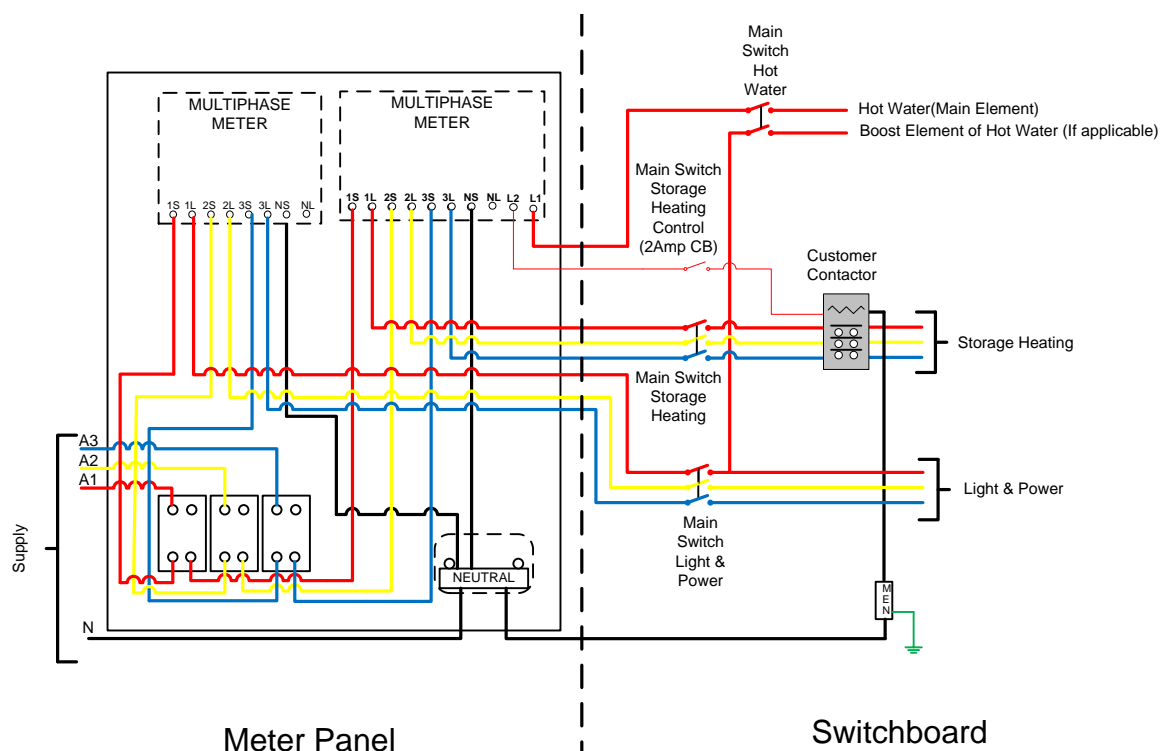 Main
Switch
Hot
Water
MULTIPHASE
METER
MULTIPHASE
METER
Hot Water(Main Element)
Boost Element of Hot Water (If applicable)
Main Switch
Storage
Heating
Control
(2Amp CB)
1S 1L 2S 2L 3S 3L NS NL
1S 1L 2S 2L 3S 3L NS NL L2 L1
Customer
Contactor
Storage Heating
Main Switch
Storage
Heating
A3
A2
A1
Supply
Light & Power
Main
Switch
Light &
Power
NEUTRAL
MEN
N
Meter Panel
Switchboard